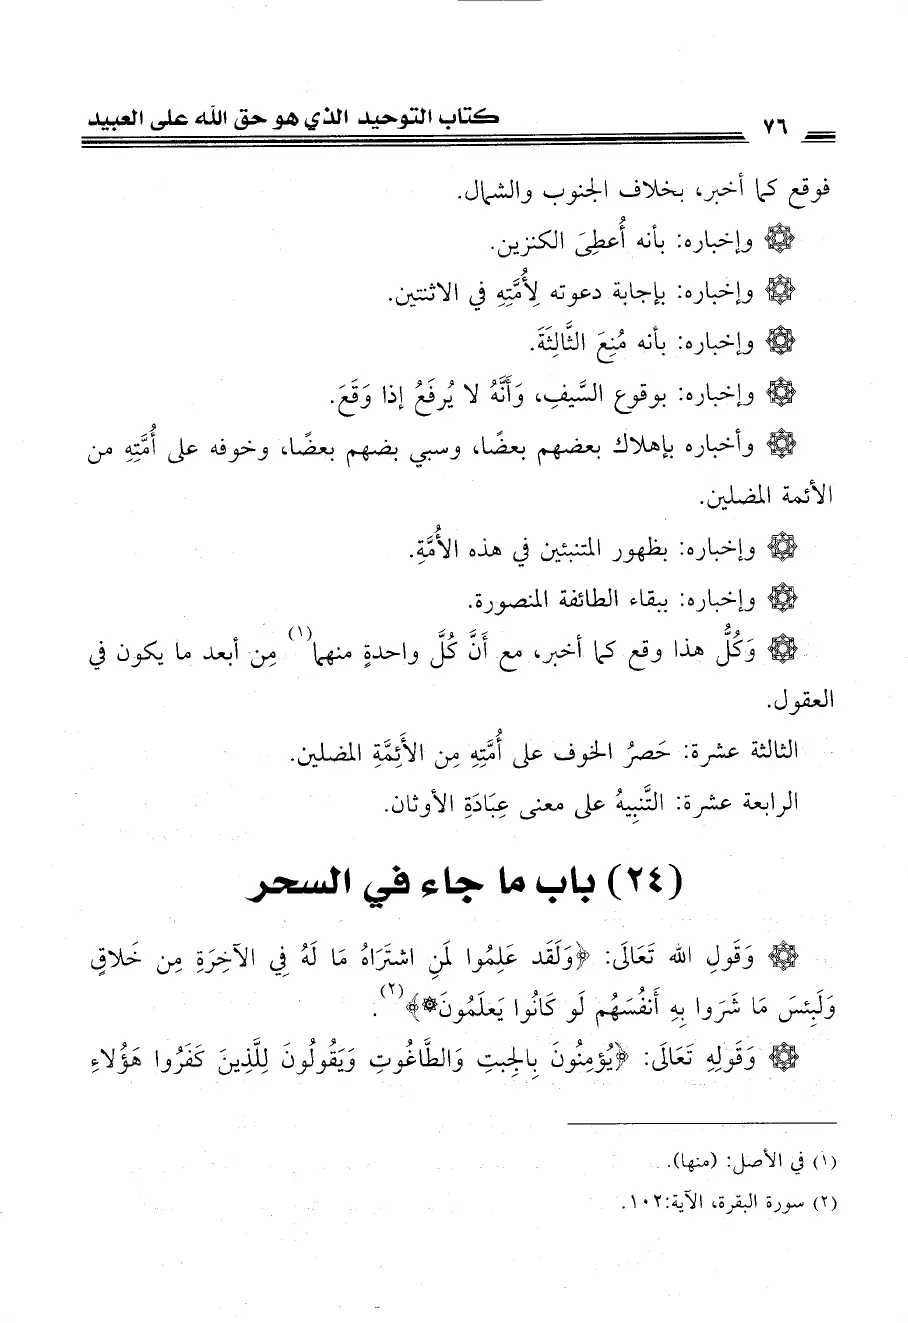 ٧٦ كتاب التوحيد الذي هو حق الله على العبيد
فوقع كما أخبر، بخلاف الجنوب والشمال.
وإخباره: بأنه أُعطِيَ الكنزين.
وإخباره: بإجابة دعوته لِأُمَّتِهِ في الاثنتين.
وإخباره: بأنه مُنِعَ الثَّالِثَةَ.
وإخباره: بوقوع السَّيفِ، وَأَنَّهُ لا يُرفَعُ إذا وَقَعَ.
وأخباره بإهلاك بعضهم بعضًا، وسبي بضهم بعضًا، وخوفه على أُمَّتِهِ من
الأئمة المضلين.
وإخباره: بظهور المتنبئين في هذه الأُمَّةِ.
وإخباره: ببقاء الطائفة المنصورة.
وَكُلُّ هذا وقع كما أخبر، مع أَنَّ كُلَّ واحدةٍ منهما(١) مِن أبعد ما يكون في
العقول.
الثالثة عشرة: حَصرُ الخوف على أُمَّتِهِ مِن الأَئِمَّةِ المضلين.
الرابعة عشرة: التَّنبِيهُ على معنى عِبَادَةِ الأوثان.
(٢٤) باب ما جاء في السحر
وَقَولِ الله تَعَالَى: ﴿وَلَقَد عَلِمُوا لَمَنِ اشتَرَاهُ مَا لَهُ فِي الآخِرَةِ مِن خَلاقٍ
وَلَبِئسَ مَا شَرَوا بِهِ أَنفُسَهُم لَو كَانُوا يَعلَمُونَ﴾(٢).
وَقَولِهِ تَعَالَى: ﴿يُؤمِنُونَ بِالجِبتِ وَالطَّاغُوتِ وَيَقُولُونَ لِلَّذِينَ كَفَرُوا هَؤُلاءِ
(١) في الأصل: (منها).
(٢) سورة البقرة، الآية:١٠٢.